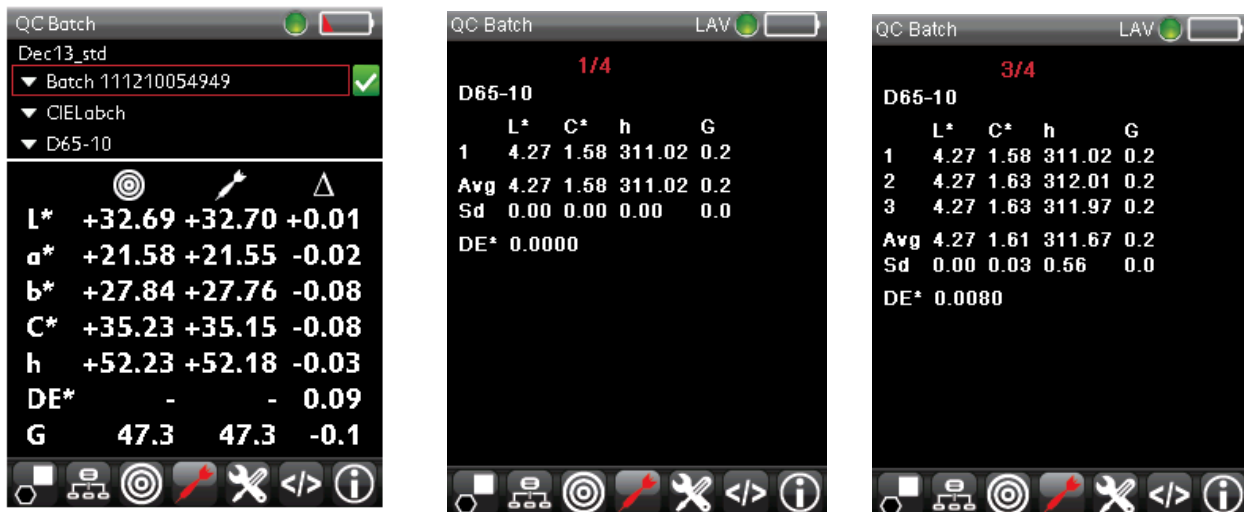 QC Batch
Dec13_std
Batch 111210054949
CIELabch
D65-10
Δ
L* +32.69 +32.70 +0.01
a* +21.58 +21.55 -0.02
b* +27.84 +27.76 -0.08
C* +35.23 +35.15 -0.08
h +52.23 +52.18 -0.03
DE* - - 0.09
G 47.3 47.3 -0.1
</>
QC Batch LAV
1/4
D65-10
L* C* h G
1 4.27 1.58 311.02 0.2
Avg 4.27 1.58 311.02 0.2
Sd 0.00 0.00 0.00 0.0
DE* 0.0000
</>
QC Batch LAV
3/4
D65-10
L* C* h G
1 4.27 1.58 311.02 0.2
2 4.27 1.63 312.01 0.2
3 4.27 1.63 311.97 0.2
Avg 4.27 1.61 311.67 0.2
Sd 0.00 0.03 0.56 0.0
DE* 0.0080
</>